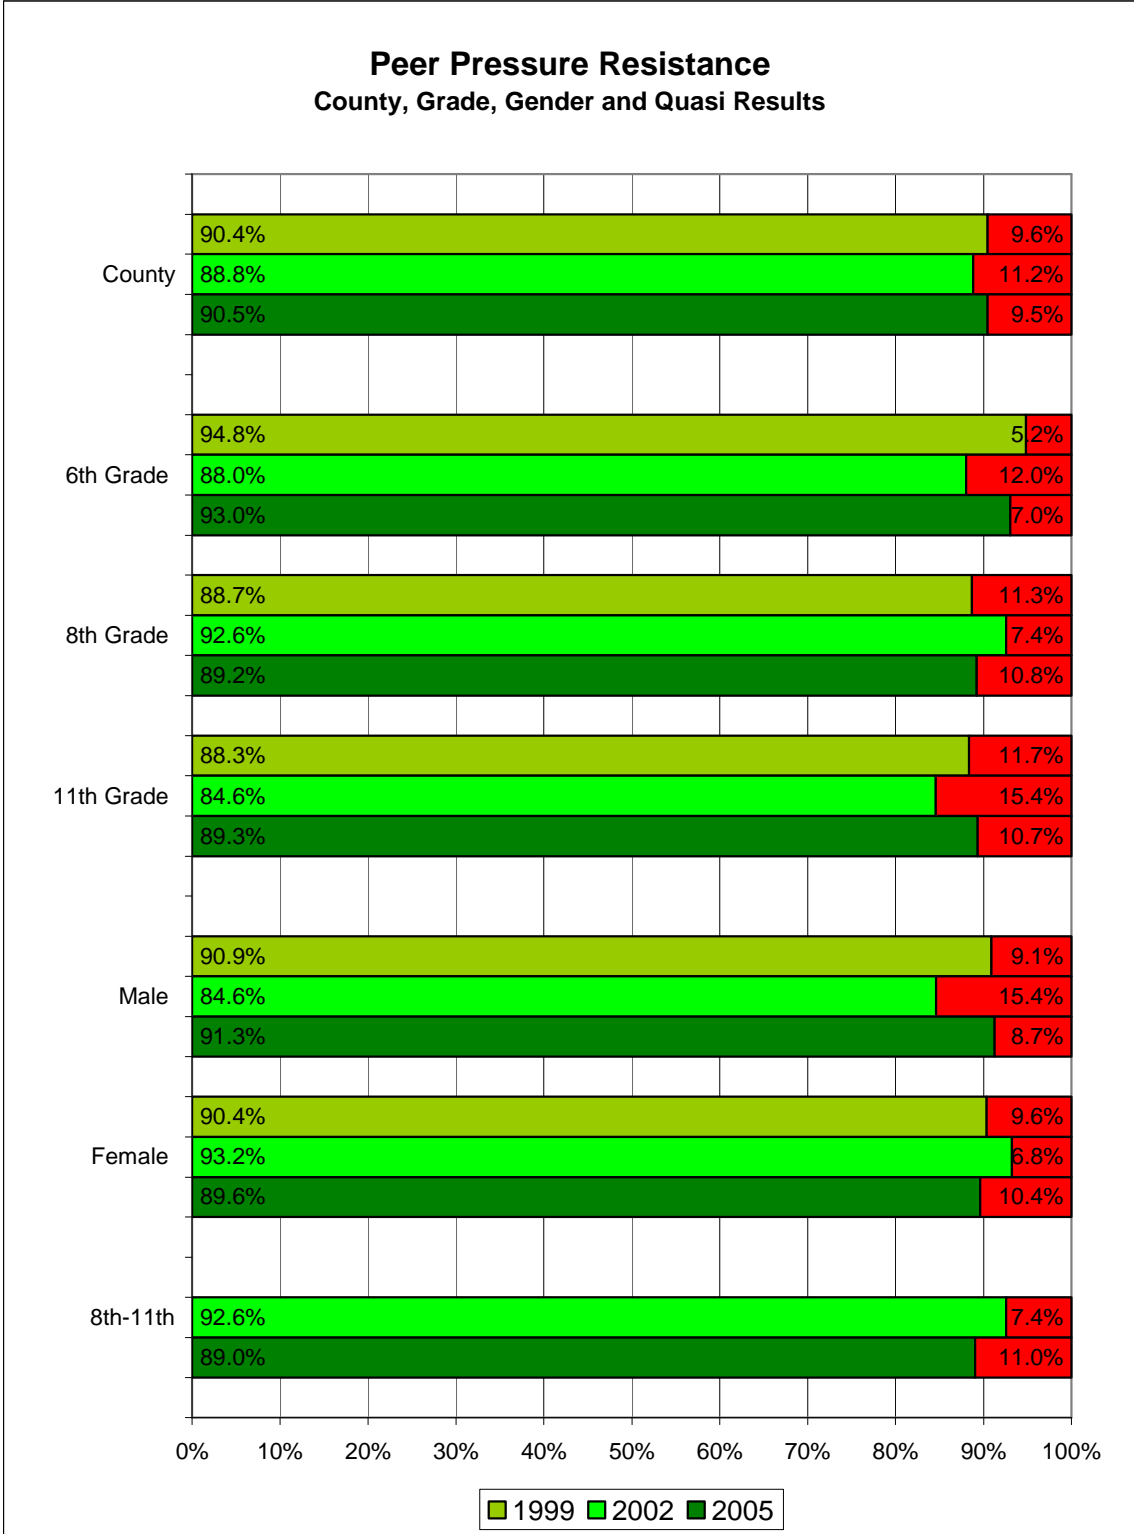 Peer Pressure Resistance
County, Grade, Gender and Quasi Results
90.4% 9.6%
County 88.8% 11.2%
90.5% 9.5%
94.8% 5.2%
6th Grade 88.0% 12.0%
93.0% 7.0%
88.7% 11.3%
8th Grade 92.6% 7.4%
89.2% 10.8%
88.3% 11.7%
11th Grade 84.6% 15.4%
89.3% 10.7%
90.9% 9.1%
Male 84.6% 15.4%
91.3% 8.7%
90.4% 9.6%
Female 93.2% 6.8%
89.6% 10.4%
8th-11th 92.6% 7.4%
89.0% 11.0%
0% 10% 20% 30% 40% 50% 60% 70% 80% 90% 100%
1999 2002 2005